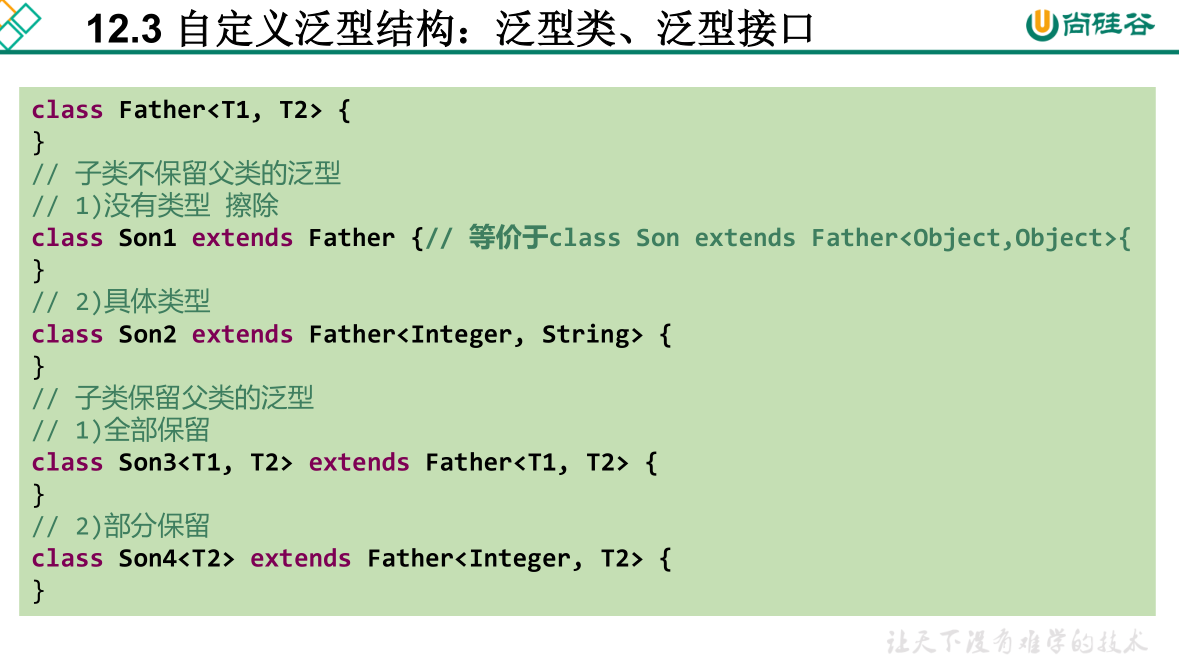 12.3 自定义泛型结构：泛型类、泛型接口
尚硅谷
class Father<T1, T2> {
}
// 子类不保留父类的泛型
// 1)没有类型 擦除
class Son1 extends Father {// 等价于class Son extends Father<Object,Object>{
}
// 2)具体类型
class Son2 extends Father<Integer, String> {
}
// 子类保留父类的泛型
// 1)全部保留
class Son3<T1, T2> extends Father<T1, T2> {
}
// 2)部分保留
class Son4<T2> extends Father<Integer, T2> {
}
让天下没有难学的技术